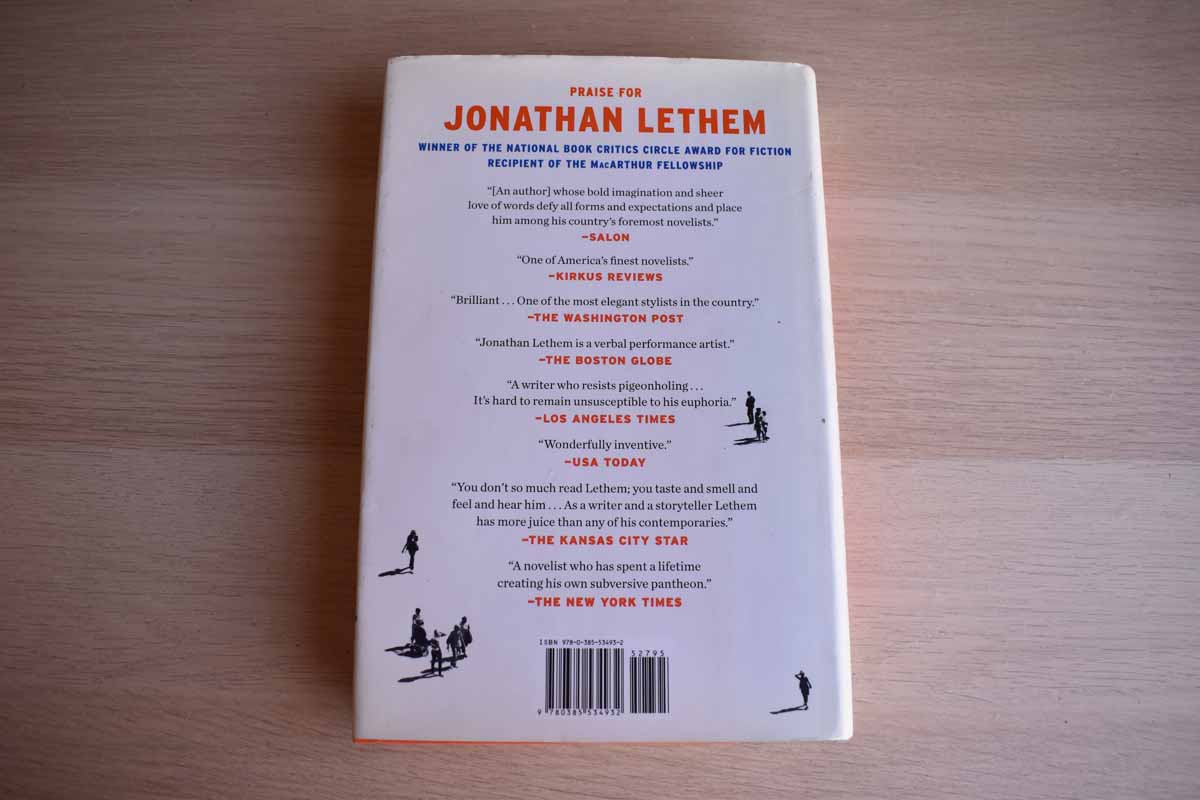 PRAISE FOR
JONATHAN LETHEM
WINNER OF THE NATIONAL BOOK CRITICS CIRCLE AWARD FOR FICTION
RECIPIENT OF THE MacARTHUR FELLOWSHIP
“[An author] whose bold imagination and sheer
love of words defy all forms and expectations and place
him among his country’s foremost novelists.”
–SALON
“One of America’s finest novelists.”
–KIRKUS REVIEWS
“Brilliant . . . One of the most elegant stylists in the country.”
–THE WASHINGTON POST
“Jonathan Lethem is a verbal performance artist.”
–THE BOSTON GLOBE
“A writer who resists pigeonholing . . .
It’s hard to remain unsusceptible to his euphoria.”
–LOS ANGELES TIMES
“Wonderfully inventive.”
–USA TODAY
“You don’t so much read Lethem; you taste and smell and
feel and hear him . . . As a writer and a storyteller Lethem
has more juice than any of his contemporaries.”
–THE KANSAS CITY STAR
“A novelist who has spent a lifetime
creating his own subversive pantheon.”
–THE NEW YORK TIMES
ISBN 978-0-385-53493-2
52795
9 780385 534932